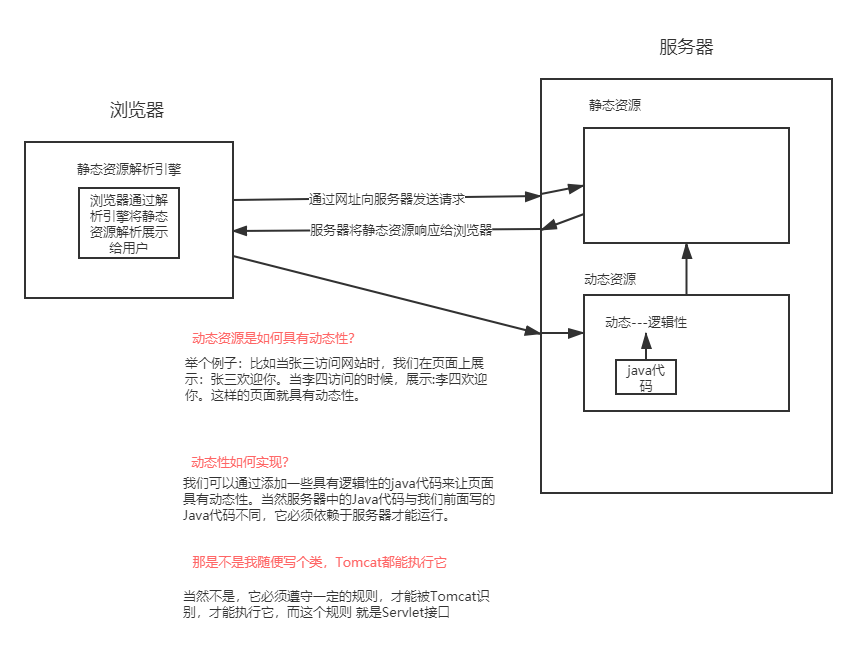 服务器
浏览器
静态资源
静态资源解析引擎
浏览器通过解
析引擎将静态
资源解析展示
给用户
通过网址向服务器发送请求
服务器将静态资源响应给浏览器
动态资源
动态---逻辑性
java代
码
动态资源是如何具有动态性?
举个例子：比如当张三访问网站时，我们在页面上展
示：张三欢迎你。当李四访问的时候，展示:李四欢迎
你。这样的页面就具有动态性。
动态性如何实现?
我们可以通过添加一些具有逻辑性的java代码来让页面
具有动态性。当然服务器中的Java代码与我们前面写的
Java代码不同，它必须依赖于服务器才能运行。
那是不是我随便写个类，Tomcat都能执行它
当然不是，它必须遵守一定的规则，才能被Tomcat识
别，才能执行它，而这个规则 就是Servlet接口